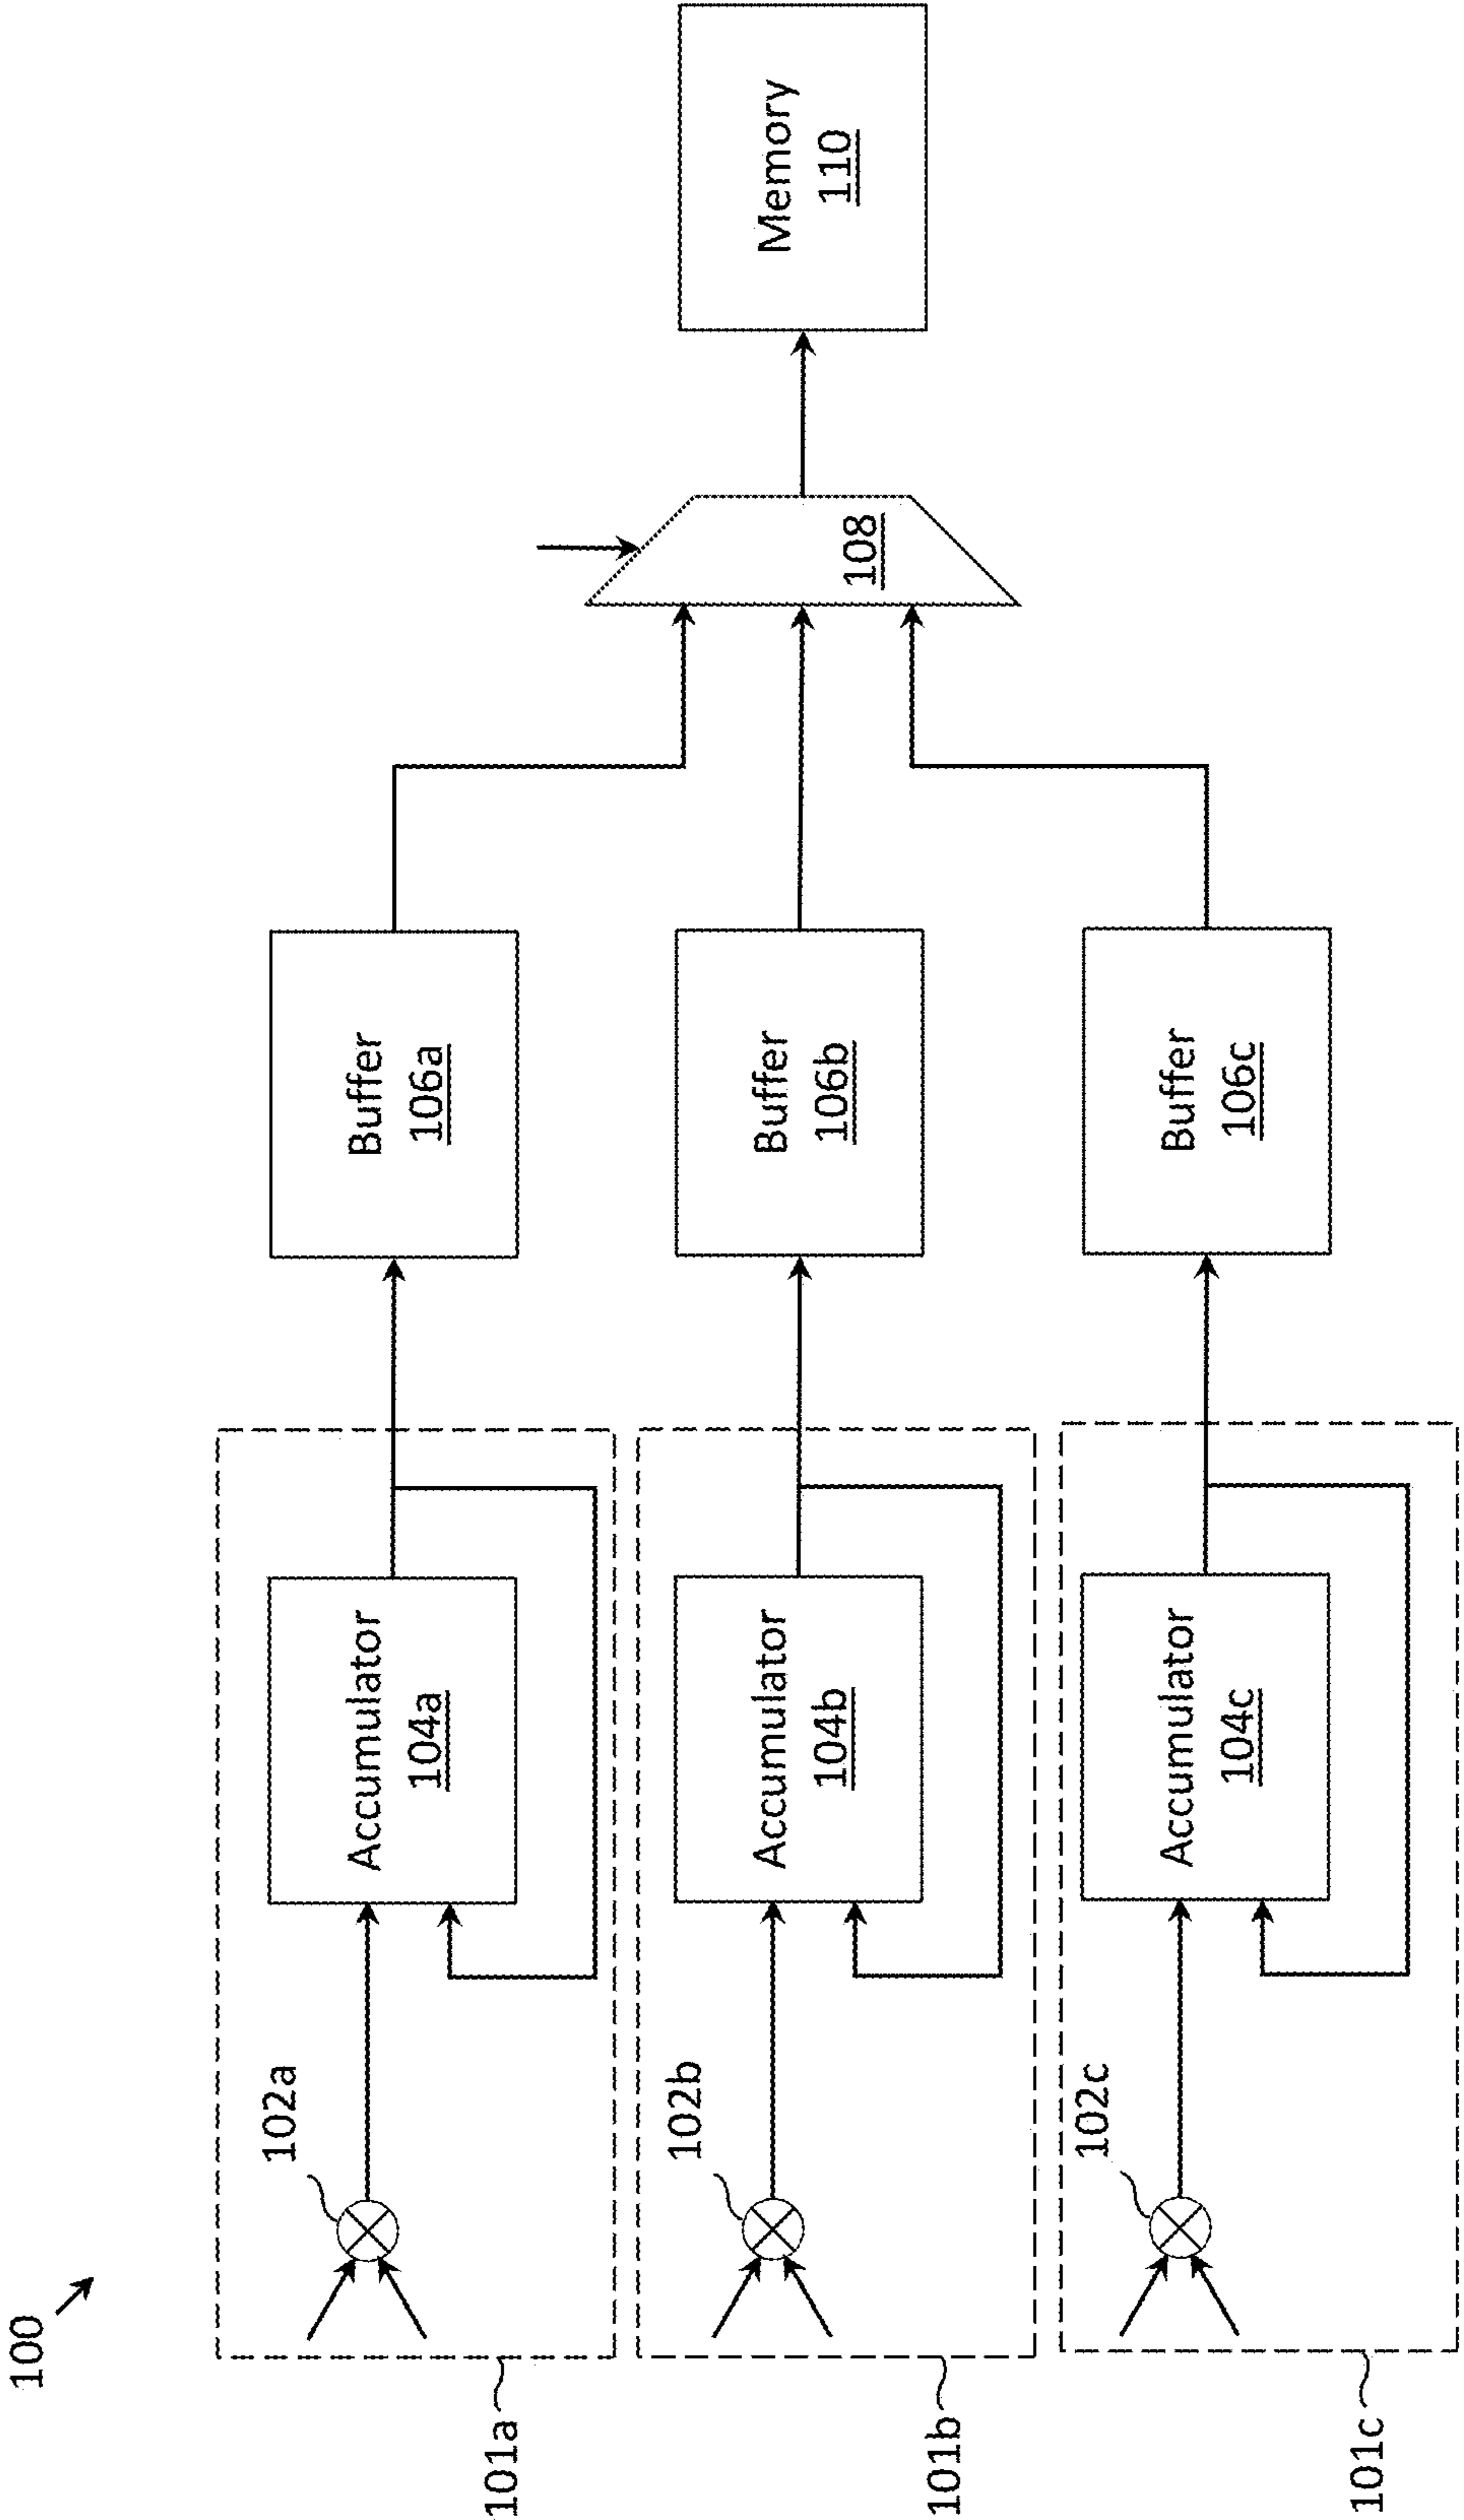 100
101a
102a
Accumulator
104a
Buffer
106a
101b
102b
Accumulator
104b
Buffer
106b
108
Memory
110
101c
102c
Accumulator
104c
Buffer
106c